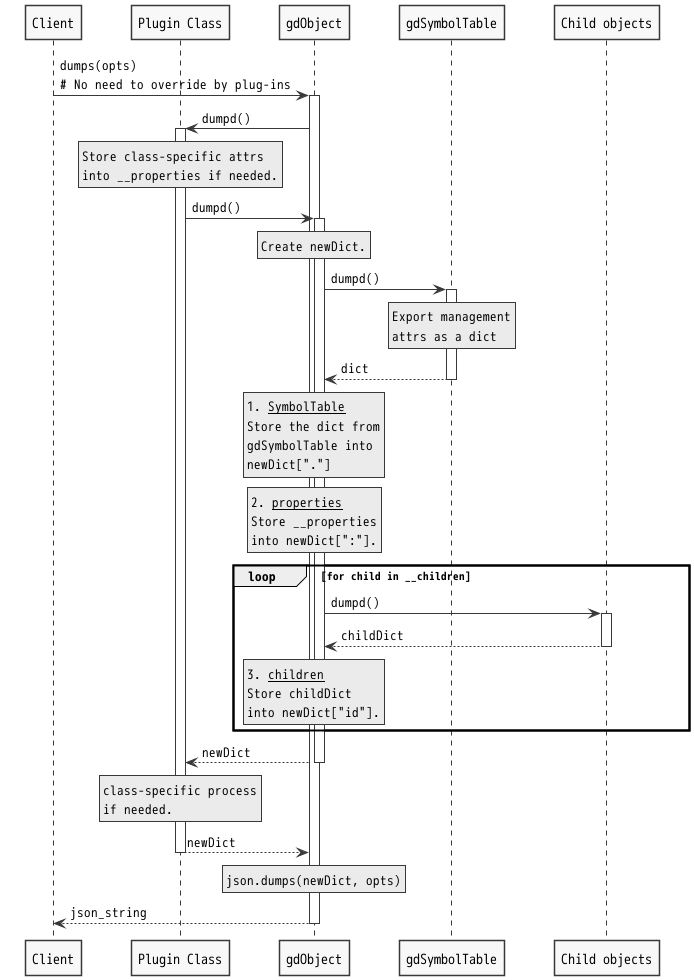 Client
Plugin Class
gdObject
gdSymbolTable
Child objects
dumps(opts)
# No need to override by plug-ins
dumpd()
Store class-specific attrs
into __properties if needed.
dumpd()
Create newDict.
dumpd()
Export management
attrs as a dict
dict
1. SymbolTable
Store the dict from
gdSymbolTable into
newDict["."]
2. properties
Store __properties
into newDict[":"].
loop
[for child in __children]
dumpd()
childDict
3. children
Store childDict
into newDict["id"].
newDict
class-specific process
if needed.
newDict
json.dumps(newDict, opts)
json_string
Client
Plugin Class
gdObject
gdSymbolTable
Child objects